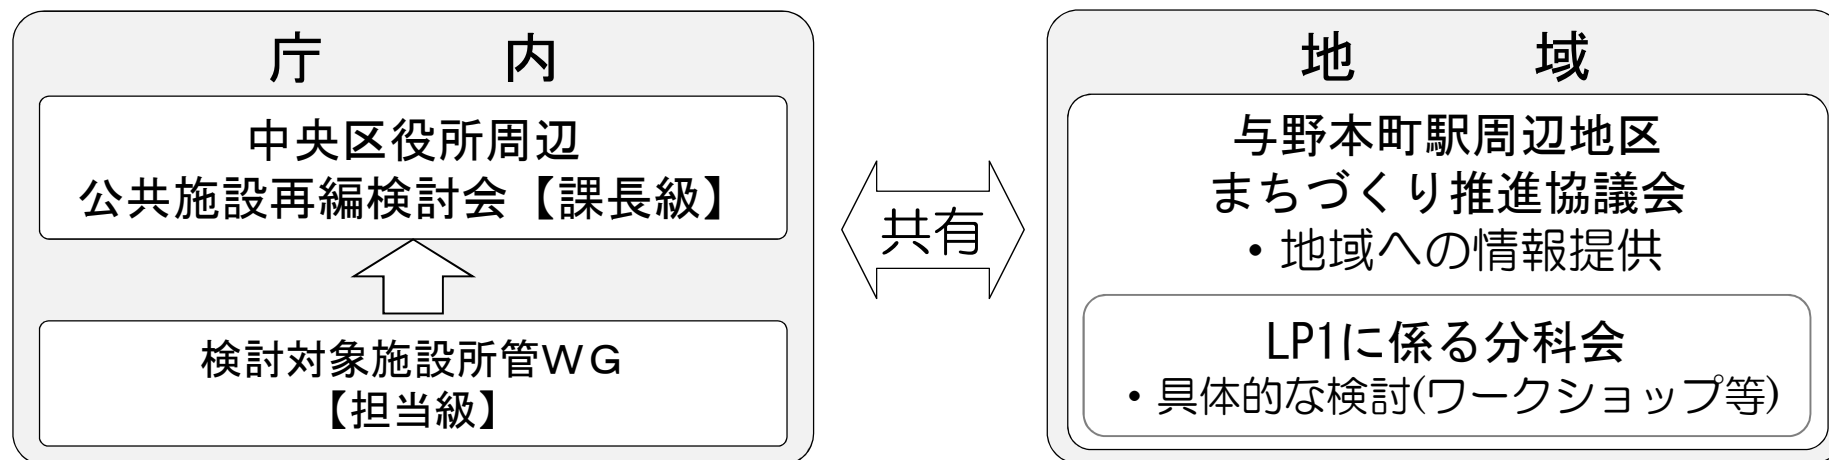 庁　内
中央区役所周辺
公共施設再編検討会【課長級】
検討対象施設所管ＷＧ
【担当級】
共有
地　域
与野本町駅周辺地区
まちづくり推進協議会
・地域への情報提供
LP1に係る分科会
・具体的な検討(ワークショップ等)